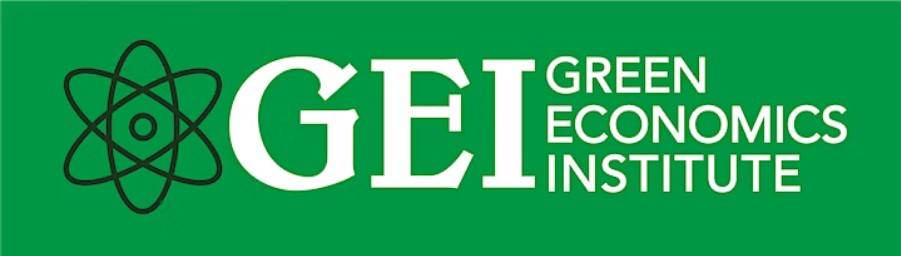 GEI
GREEN
ECONOMICS
INSTITUTE